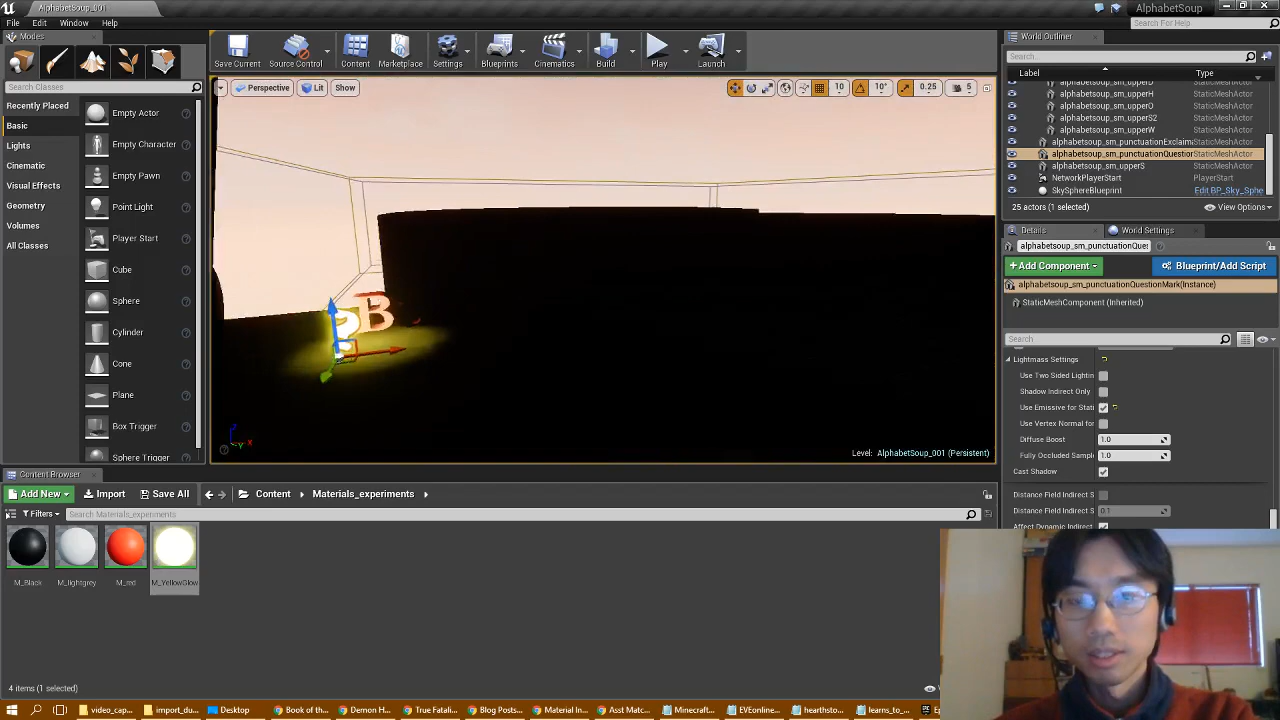 AlphabetSoup_001
AlphabetSoup
File Edit Window Help
Search For Help
Modes
Search Classes
Recently Placed
Basic
Lights
Cinematic
Visual Effects
Geometry
Volumes
All Classes
Empty Actor
Empty Character
Empty Pawn
Point Light
Player Start
Cube
Sphere
Cylinder
Cone
Plane
Box Trigger
Sphere Trigger
Save Current
Source Control
Content
Marketplace
Settings
Blueprints
Cinematics
Build
Play
Launch
Perspective
Lit
Show
10
10°
0.25
5
B
Z
Y
X
Level: AlphabetSoup_001 (Persistent)
World Outliner
Search...
Label Type
alphabetsoup_sm_upperH StaticMeshActor
alphabetsoup_sm_upperO StaticMeshActor
alphabetsoup_sm_upperS2 StaticMeshActor
alphabetsoup_sm_upperW StaticMeshActor
alphabetsoup_sm_punctuationExclaim StaticMeshActor
alphabetsoup_sm_punctuationQuestion StaticMeshActor
alphabetsoup_sm_upperS StaticMeshActor
NetworkPlayerStart PlayerStart
SkySphereBlueprint Edit BP_Sky_Sphe
25 actors (1 selected)
View Options
Details
World Settings
alphabetsoup_sm_punctuationQues
+Add Component
Blueprint/Add Script
alphabetsoup_sm_punctuationQuestionMark(Instance)
StaticMeshComponent (Inherited)
Search
Lightmass Settings
Use Two Sided Lightin
Shadow Indirect Only
Use Emissive for Stati
Use Vertex Normal for
Diffuse Boost 1.0
Fully Occluded Sampl 1.0
Cast Shadow
Distance Field Indirect S
Distance Field Indirect S 0.1
Affect Dynamic Indirect
Content Browser
Add New
Import
Save All
Content
Materials_experiments
Filters
Search Materials_experiments
M_Black
M_lightgrey
M_red
M_YellowGlow
4 items (1 selected)
video_cap...
import_du...
Desktop
Book of th...
Demon H...
True Fatali...
Blog Posts...
Material In...
Asst Matc...
Minecraft...
EVEonline...
hearthsto...
learns_to_...